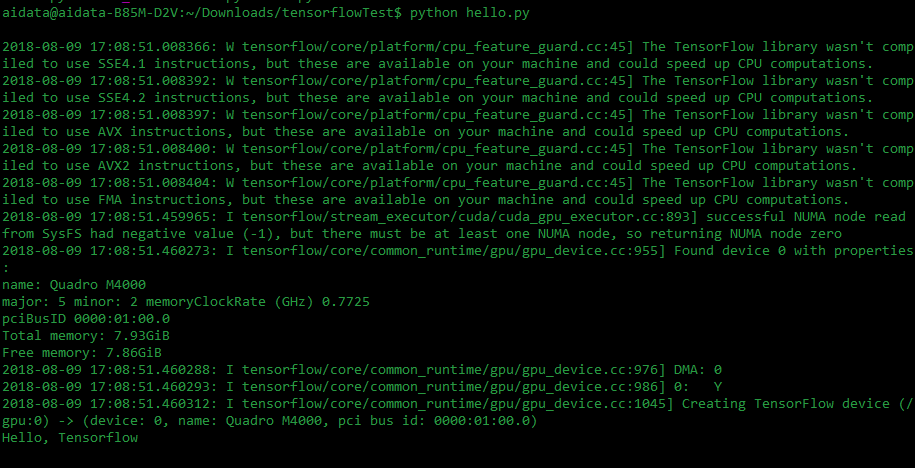 aidata@aidata-B85M-D2V:~/Downloads/tensorflowTest$ python hello.py
2018-08-09 17:08:51.008366: W tensorflow/core/platform/cpu_feature_guard.cc:45] The TensorFlow library wasn't comp
iled to use SSE4.1 instructions, but these are available on your machine and could speed up CPU computations.
2018-08-09 17:08:51.008392: W tensorflow/core/platform/cpu_feature_guard.cc:45] The TensorFlow library wasn't comp
iled to use SSE4.2 instructions, but these are available on your machine and could speed up CPU computations.
2018-08-09 17:08:51.008397: W tensorflow/core/platform/cpu_feature_guard.cc:45] The TensorFlow library wasn't comp
iled to use AVX instructions, but these are available on your machine and could speed up CPU computations.
2018-08-09 17:08:51.008400: W tensorflow/core/platform/cpu_feature_guard.cc:45] The TensorFlow library wasn't comp
iled to use AVX2 instructions, but these are available on your machine and could speed up CPU computations.
2018-08-09 17:08:51.008404: W tensorflow/core/platform/cpu_feature_guard.cc:45] The TensorFlow library wasn't comp
iled to use FMA instructions, but these are available on your machine and could speed up CPU computations.
2018-08-09 17:08:51.459965: I tensorflow/stream_executor/cuda/cuda_gpu_executor.cc:893] successful NUMA node read
from SysFS had negative value (-1), but there must be at least one NUMA node, so returning NUMA node zero
2018-08-09 17:08:51.460273: I tensorflow/core/common_runtime/gpu/gpu_device.cc:955] Found device 0 with properties
:
name: Quadro M4000
major: 5 minor: 2 memoryClockRate (GHz) 0.7725
pciBusID 0000:01:00.0
Total memory: 7.93GiB
Free memory: 7.86GiB
2018-08-09 17:08:51.460288: I tensorflow/core/common_runtime/gpu/gpu_device.cc:976] DMA: 0
2018-08-09 17:08:51.460293: I tensorflow/core/common_runtime/gpu/gpu_device.cc:986] 0:   Y
2018-08-09 17:08:51.460312: I tensorflow/core/common_runtime/gpu/gpu_device.cc:1045] Creating TensorFlow device (/
gpu:0) -> (device: 0, name: Quadro M4000, pci bus id: 0000:01:00.0)
Hello, Tensorflow